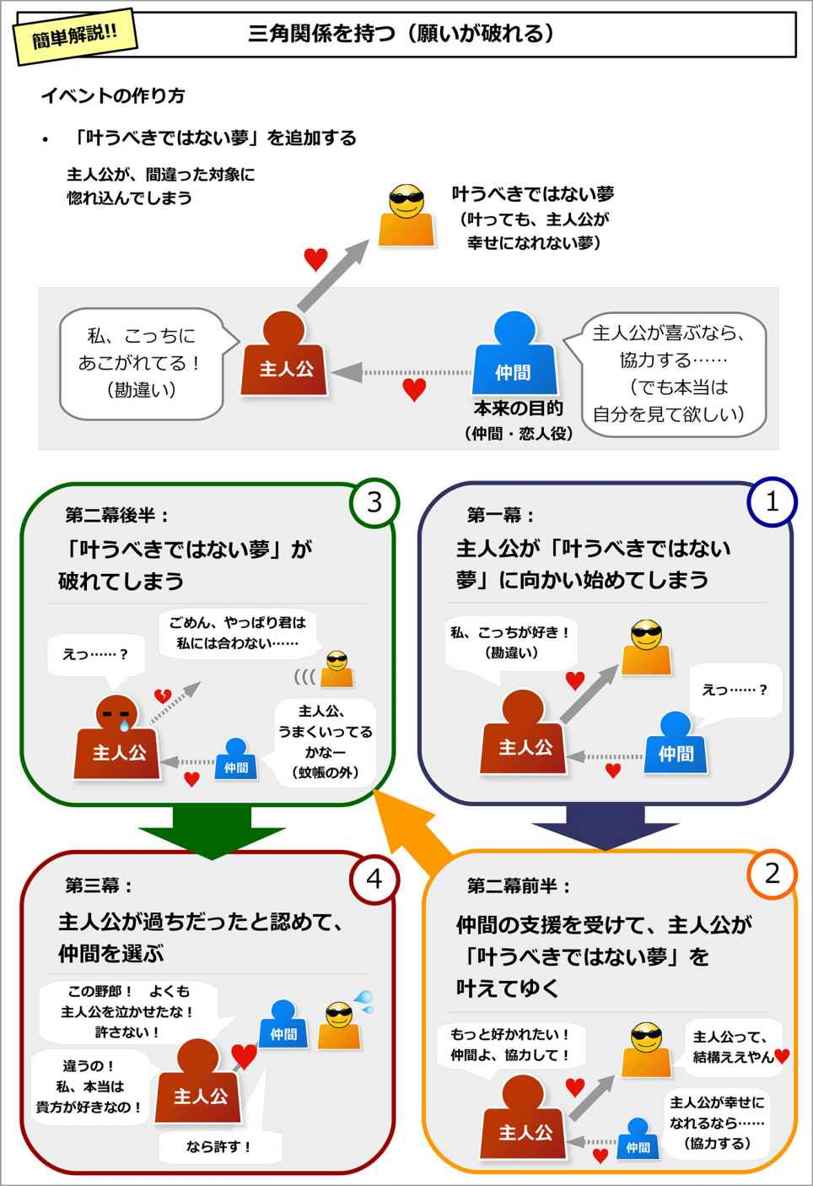 簡単解説!!
三角関係を持つ（願いが破れる）
イベントの作り方
• 「叶うべきではない夢」を追加する
主人公が、間違った対象に
惚れ込んでしまう
叶うべきではない夢
（叶っても、主人公が
幸せになれない夢）
私、こっちに
あこがれてる！
（勘違い）
主人公
仲間
本来の目的
（仲間・恋人役）
主人公が喜ぶなら、
協力する……
（でも本当は
自分を見て欲しい）
1
第一幕：
主人公が「叶うべきではない
夢」に向かい始めてしまう
私、こっちが好き！
（勘違い）
えっ……？
主人公
仲間
2
第二幕前半：
仲間の支援を受けて、主人公が
「叶うべきではない夢」を
叶えてゆく
もっと好かれたい！
仲間よ、協力して！
主人公って、
結構ええやん♥
主人公が幸せに
なれるなら……
（協力する）
主人公
仲間
3
第二幕後半：
「叶うべきではない夢」が
破れてしまう
ごめん、やっぱり君は
私には合わない……
えっ……？
主人公、
うまくいってる
かなー
（蚊帳の外）
主人公
仲間
4
第三幕：
主人公が過ちだったと認めて、
仲間を選ぶ
この野郎！　よくも
主人公を泣かせたな！
許さない！
仲間
違うの！
私、本当は
貴方が好きなの！
主人公
なら許す！